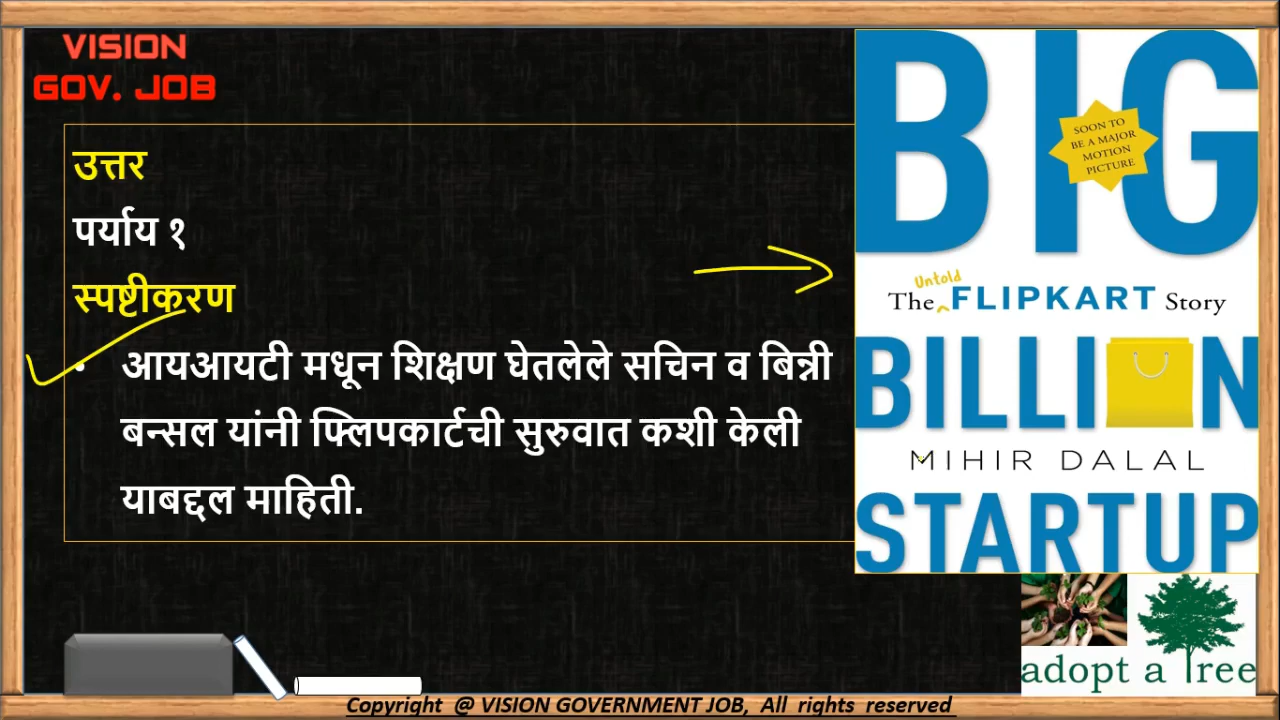 VISION
GOV. JOB
उत्तर
पर्याय १
स्पष्टीकरण
• आयआयटी मधून शिक्षण घेतलेले सचिन व बिन्नी
बन्सल यांनी फ्लिपकार्टची सुरुवात कशी केली
याबद्दल माहिती.
BIG
SOON TO
BE A MAJOR
MOTION
PICTURE
Untold
The FLIPKART Story
BILLION
MIHIR DALAL
STARTUP
adopt a Tree
Copyright @ VISION GOVERNMENT JOB, All rights reserved